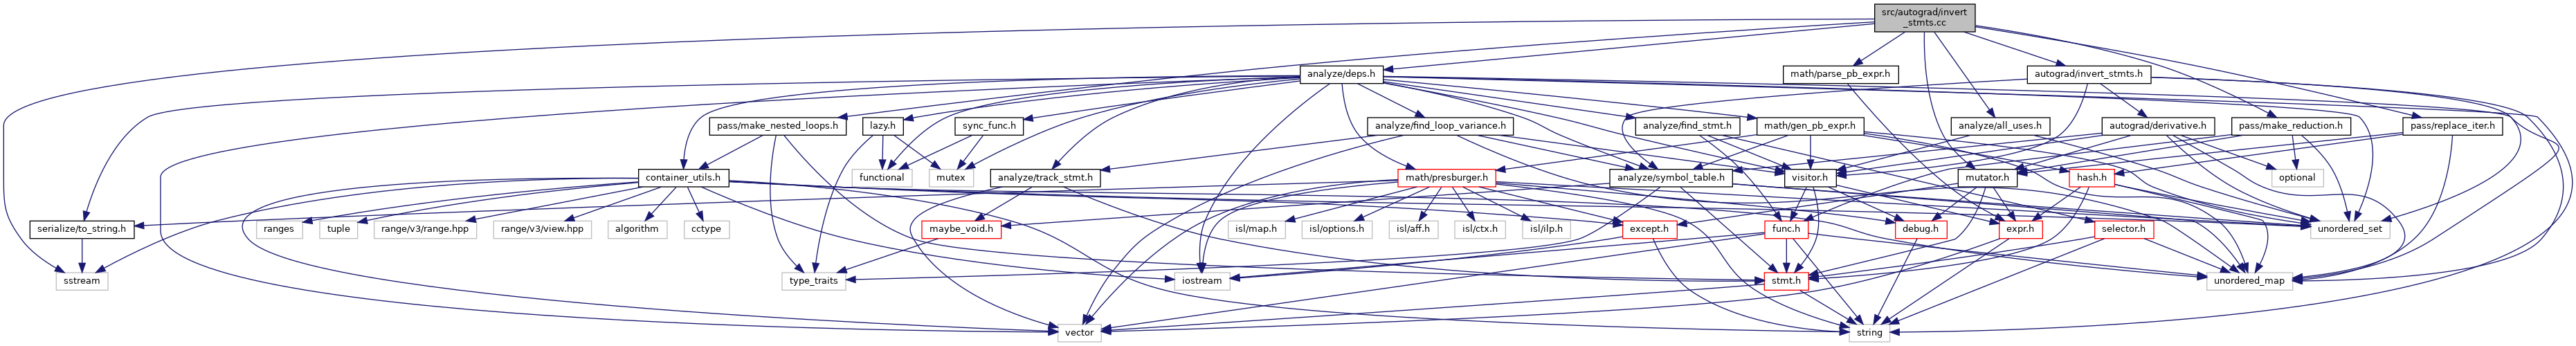 src/autograd/invert
_stmts.cc
analyze/deps.h
math/parse_pb_expr.h
autograd/invert_stmts.h
pass/make_nested_loops.h
lazy.h
sync_func.h
analyze/find_loop_variance.h
analyze/find_stmt.h
math/gen_pb_expr.h
analyze/all_uses.h
autograd/derivative.h
pass/make_reduction.h
pass/replace_iter.h
container_utils.h
functional
mutex
analyze/track_stmt.h
math/presburger.h
analyze/symbol_table.h
visitor.h
mutator.h
hash.h
optional
serialize/to_string.h
ranges
tuple
range/v3/range.hpp
range/v3/view.hpp
algorithm
cctype
maybe_void.h
isl/map.h
isl/options.h
isl/aff.h
isl/ctx.h
isl/ilp.h
except.h
func.h
debug.h
expr.h
selector.h
unordered_set
sstream
type_traits
iostream
stmt.h
unordered_map
vector
string